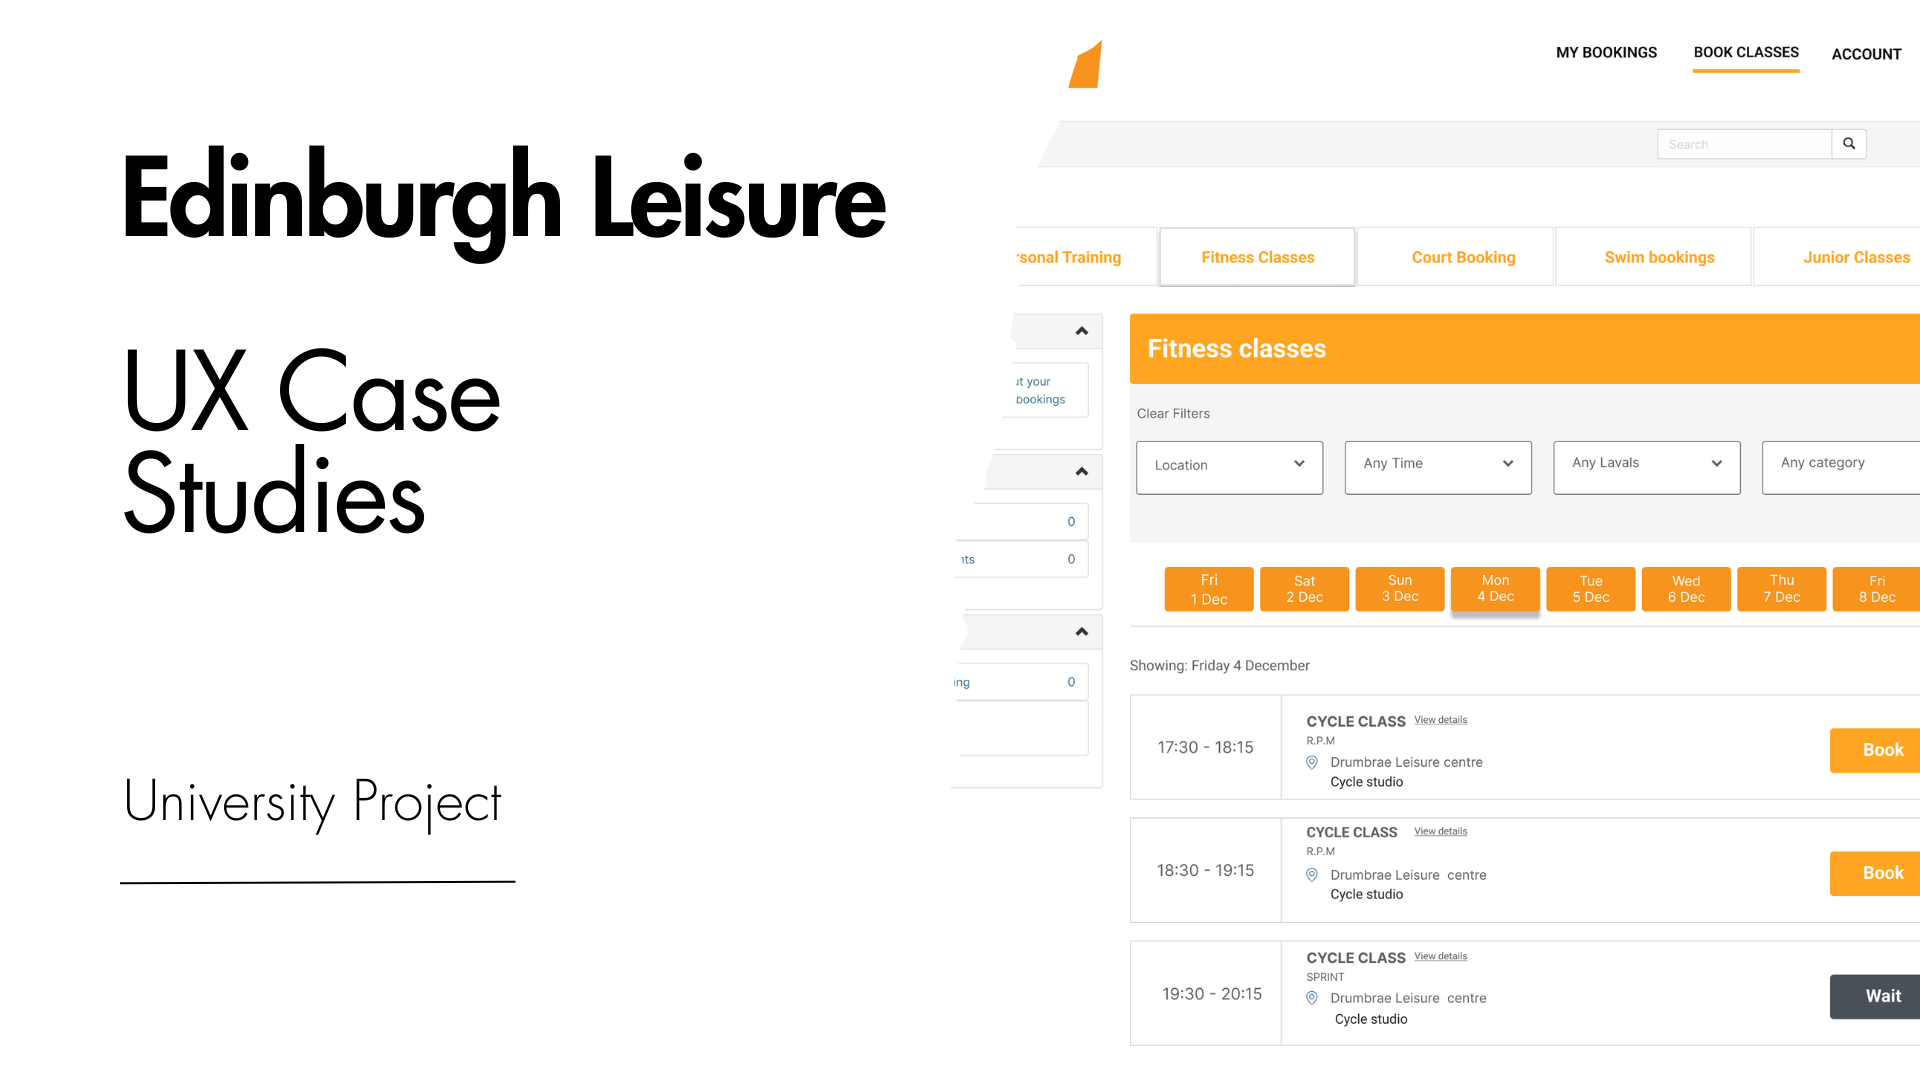 Edinburgh Leisure
UX Case
Studies
University Project
MY BOOKINGS BOOK CLASSES ACCOUNT
Search
rsonal Training Fitness Classes Court Booking Swim bookings Junior Classes
ut your
bookings
0
nts 0
ing 0
Fitness classes
Clear Filters
Location Any Time Any Lavals Any category
Fri Sat Sun Mon Tue Wed Thu Fri
1 Dec 2 Dec 3 Dec 4 Dec 5 Dec 6 Dec 7 Dec 8 Dec
Showing: Friday 4 December
17:30 - 18:15
CYCLE CLASS View details
R.P.M
Drumbrae Leisure centre
Cycle studio
Book
18:30 - 19:15
CYCLE CLASS View details
R.P.M
Drumbrae Leisure centre
Cycle studio
Book
19:30 - 20:15
CYCLE CLASS View details
SPRINT
Drumbrae Leisure centre
Cycle studio
Wait